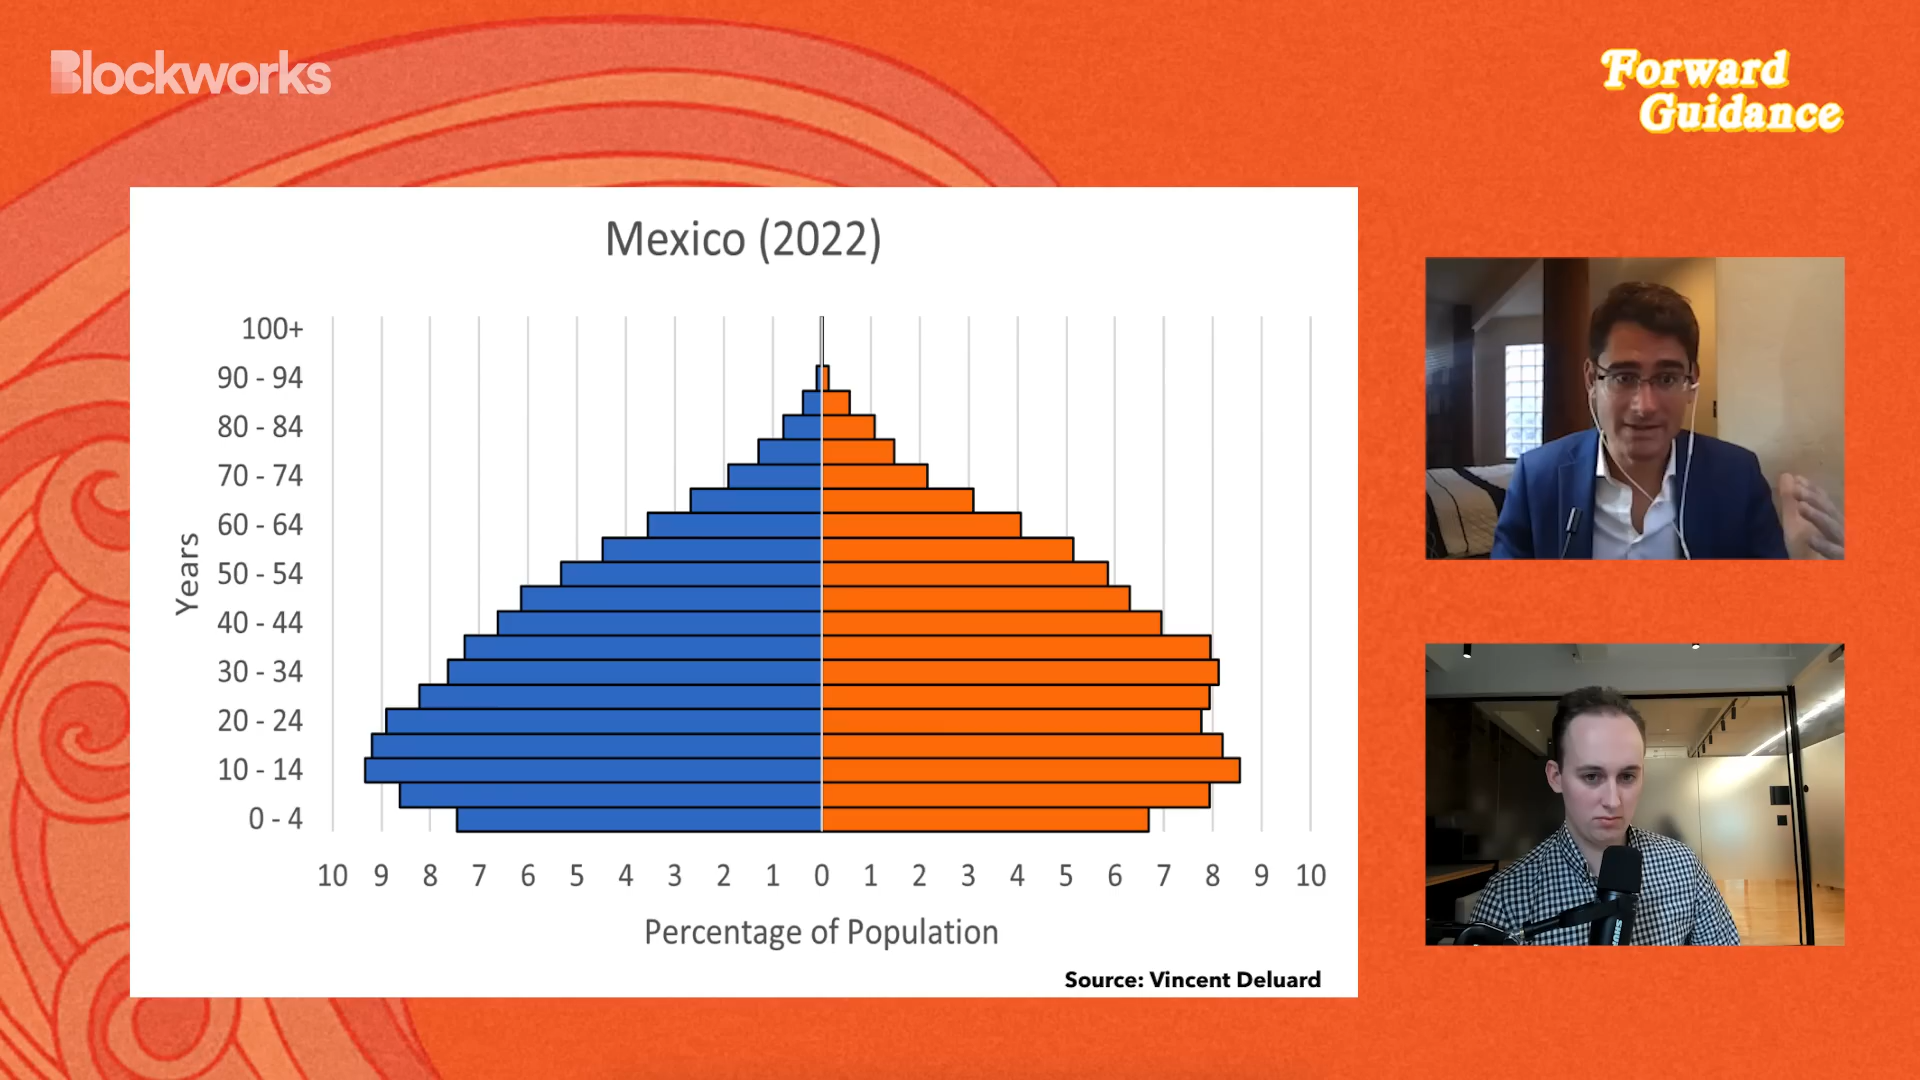 Blockworks
Forward
Guidance
Mexico (2022)
100+
90 - 94
80 - 84
70 - 74
60 - 64
50 - 54
40 - 44
30 - 34
20 - 24
10 - 14
0 - 4
Years
10 9 8 7 6 5 4 3 2 1 0 1 2 3 4 5 6 7 8 9 10
Percentage of Population
Source: Vincent Deluard